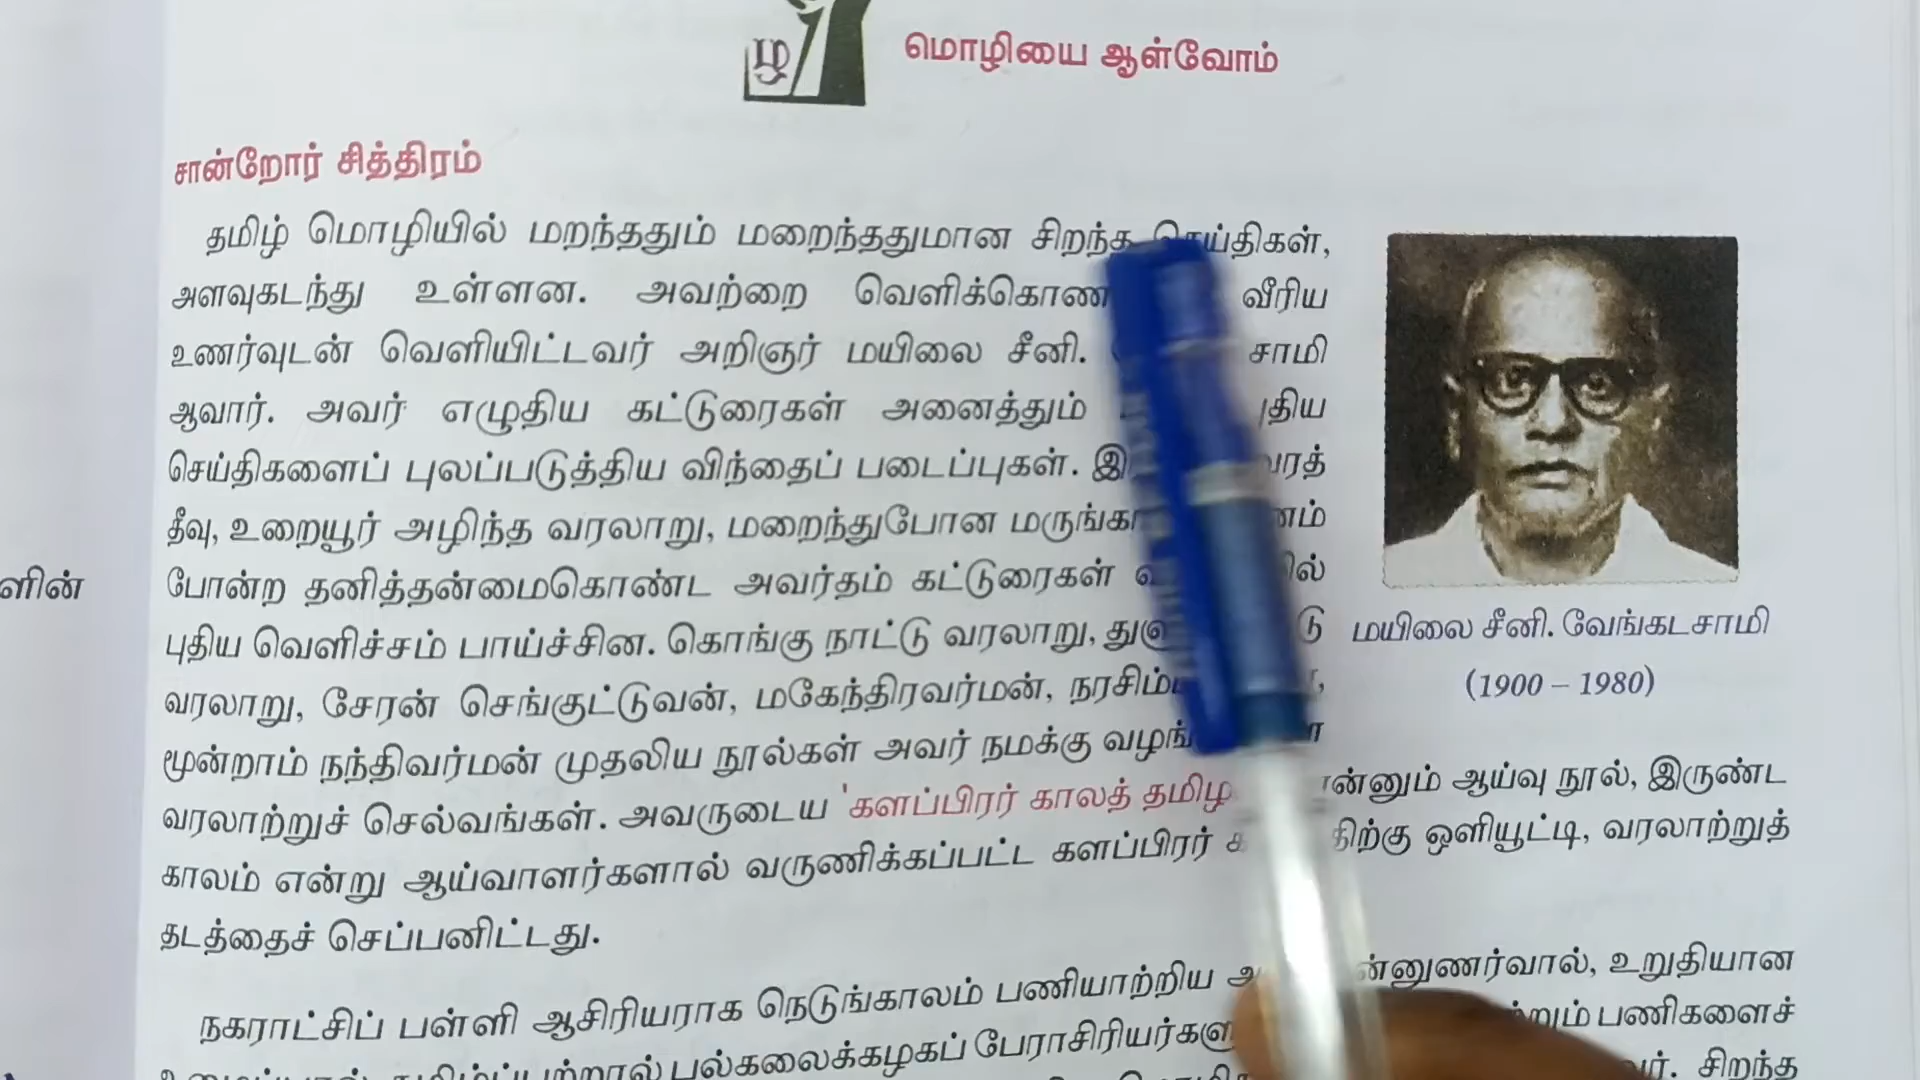 ழ
மொழியை ஆள்வோம்
சான்றோர் சித்திரம்
தமிழ் மொழியில் மறந்ததும் மறைந்ததுமான சிறந்த செய்திகள்,
அளவுகடந்து உள்ளன. அவற்றை வீரிய
உணர்வுடன் வெளியிட்டவர் அறிஞர் மயிலை சீனி. சாமி
ஆவார். அவர் எழுதிய கட்டுரைகள் அனைத்தும்
செய்திகளைப் புலப்படுத்திய விந்தைப் படைப்புகள்.
தீவு, உறையூர் அழிந்த வரலாறு, மறைந்துபோன
போன்ற தனித்தன்மைகொண்ட அவர்தம் கட்டுரைகள்
புதிய வெளிச்சம் பாய்ச்சின. கொங்கு நாட்டு வரலாறு,
வரலாறு, சேரன் செங்குட்டுவன், மகேந்திரவர்மன்,
மூன்றாம் நந்திவர்மன் முதலிய நூல்கள் அவர் நமக்கு
வரலாற்றுச் செல்வங்கள். அவருடைய 'களப்பிரர் காலத் ஆய்வு நூல், இருண்ட
காலம் என்று ஆய்வாளர்களால் வருணிக்கப்பட்ட களப்பிரர் ஒளியூட்டி, வரலாற்றுத்
தடத்தைச் செப்பனிட்டது.
மயிலை சீனி. வேங்கடசாமி
(1900 – 1980)
நகராட்சிப் பள்ளி ஆசிரியராக நெடுங்காலம் பணியாற்றிய உறுதியான
பல்கலைக்கழகப் பணிகளைச்
சிறந்த
ளின்